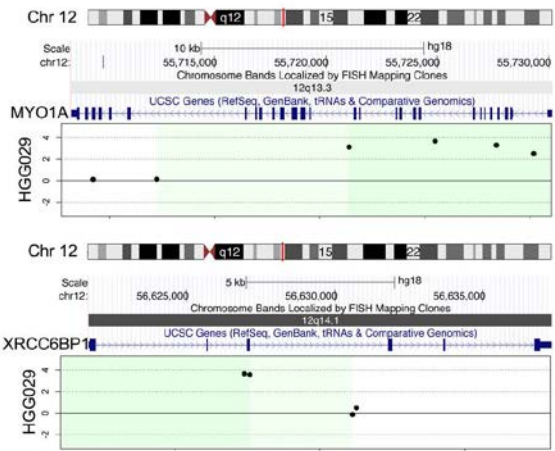 Chr 12 q12 15 22
Scale 10 kb hg18
chr12: 55,715,000 55,720,000 55,725,000 55,730,000
Chromosome Bands Localized by FISH Mapping Clones
12q13.3
UCSC Genes (RefSeq, GenBank, tRNAs & Comparative Genomics)
MYO1A
HGG029
4
2
0
-2
Chr 12 q12 15 22
Scale 5 kb hg18
chr12: 56,625,000 56,630,000 56,635,000
Chromosome Bands Localized by FISH Mapping Clones
12q14.1
UCSC Genes (RefSeq, GenBank, tRNAs & Comparative Genomics)
XRCC6BP1
HGG029
4
2
0
-2